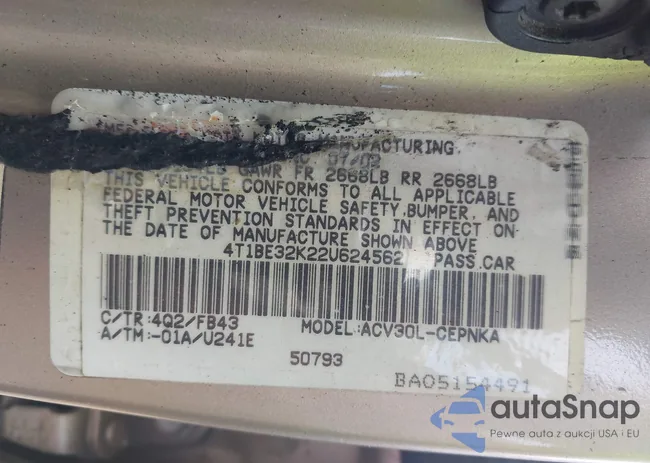 MANUFACTURING
07/02
GAWR FR 2668LB RR 2668LB
THIS VEHICLE CONFORMS TO ALL APPLICABLE
FEDERAL MOTOR VEHICLE SAFETY, BUMPER, AND
THEFT PREVENTION STANDARDS IN EFFECT ON
THE DATE OF MANUFACTURE SHOWN ABOVE
4T1BE32K22U624562 PASS.CAR
C/TR:4Q2/FB43 MODEL:ACV30L-CEPNKA
A/TM:-01A/U241E
50793
BA05154491
autaSnap
Pewne auta z aukcji USA i EU